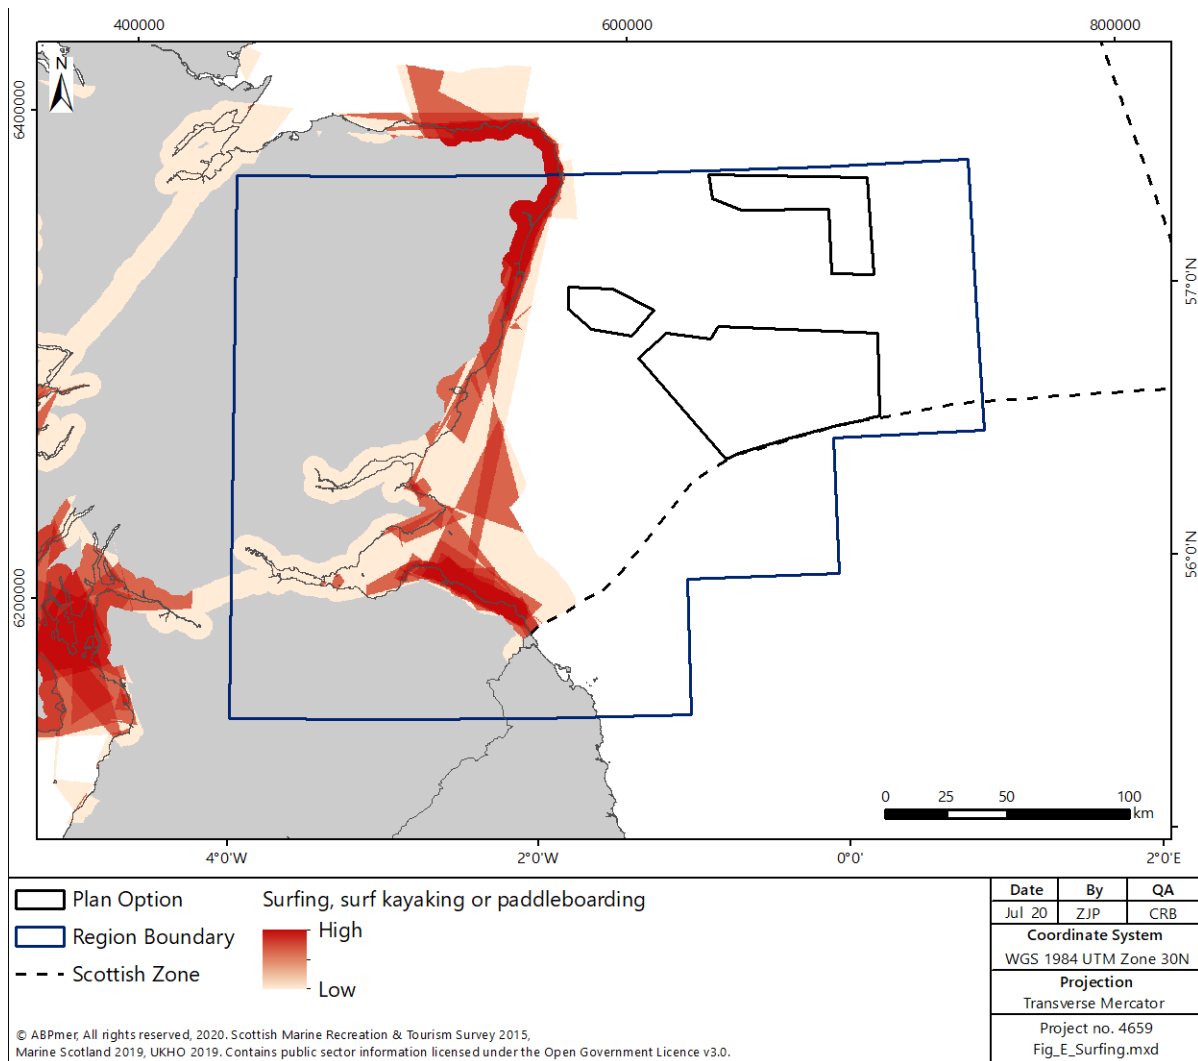 400000 600000 800000
N
6400000
6200000
57°0'N
56°0'N
0 25 50 100
km
4°0'W 2°0'W 0°0' 2°0'E
Plan Option
Region Boundary
Scottish Zone
Surfing, surf kayaking or paddleboarding
High
Low
Date By QA
Jul 20 ZJP CRB
Coordinate System
WGS 1984 UTM Zone 30N
Projection
Transverse Mercator
Project no. 4659
Fig_E_Surfing.mxd
© ABPmer, All rights reserved, 2020. Scottish Marine Recreation & Tourism Survey 2015,
Marine Scotland 2019, UKHO 2019. Contains public sector information licensed under the Open Government Licence v3.0.